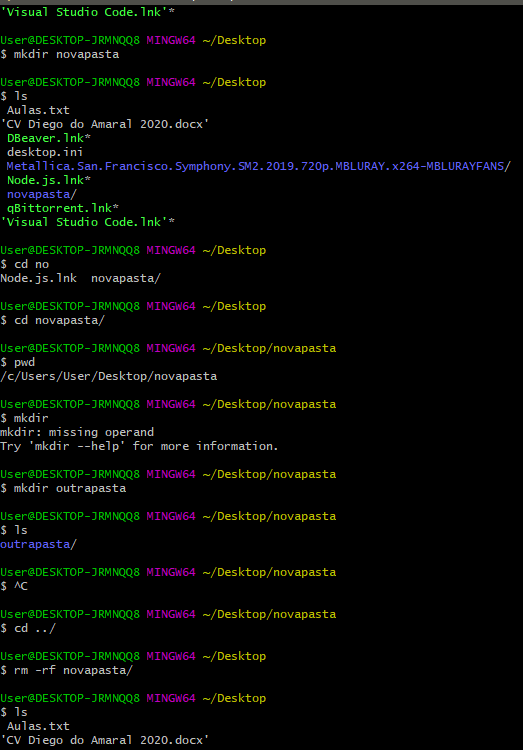 'Visual Studio Code.lnk'*
User@DESKTOP-JRMNQQ8 MINGW64 ~/Desktop
$ mkdir novapasta
User@DESKTOP-JRMNQQ8 MINGW64 ~/Desktop
$ ls
Aulas.txt
'CV Diego do Amaral 2020.docx'
DBeaver.lnk*
desktop.ini
Metallica.San.Francisco.Symphony.SM2.2019.720p.MBLURAY.x264-MBLURAYFANS/
Node.js.lnk*
novapasta/
qBittorrent.lnk*
'Visual Studio Code.lnk'*
User@DESKTOP-JRMNQQ8 MINGW64 ~/Desktop
$ cd no
Node.js.lnk  novapasta/
User@DESKTOP-JRMNQQ8 MINGW64 ~/Desktop
$ cd novapasta/
User@DESKTOP-JRMNQQ8 MINGW64 ~/Desktop/novapasta
$ pwd
/c/Users/User/Desktop/novapasta
User@DESKTOP-JRMNQQ8 MINGW64 ~/Desktop/novapasta
$ mkdir
mkdir: missing operand
Try 'mkdir --help' for more information.
User@DESKTOP-JRMNQQ8 MINGW64 ~/Desktop/novapasta
$ mkdir outrapasta
User@DESKTOP-JRMNQQ8 MINGW64 ~/Desktop/novapasta
$ ls
outrapasta/
User@DESKTOP-JRMNQQ8 MINGW64 ~/Desktop/novapasta
$ ^C
User@DESKTOP-JRMNQQ8 MINGW64 ~/Desktop/novapasta
$ cd ../
User@DESKTOP-JRMNQQ8 MINGW64 ~/Desktop
$ rm -rf novapasta/
User@DESKTOP-JRMNQQ8 MINGW64 ~/Desktop
$ ls
Aulas.txt
'CV Diego do Amaral 2020.docx'